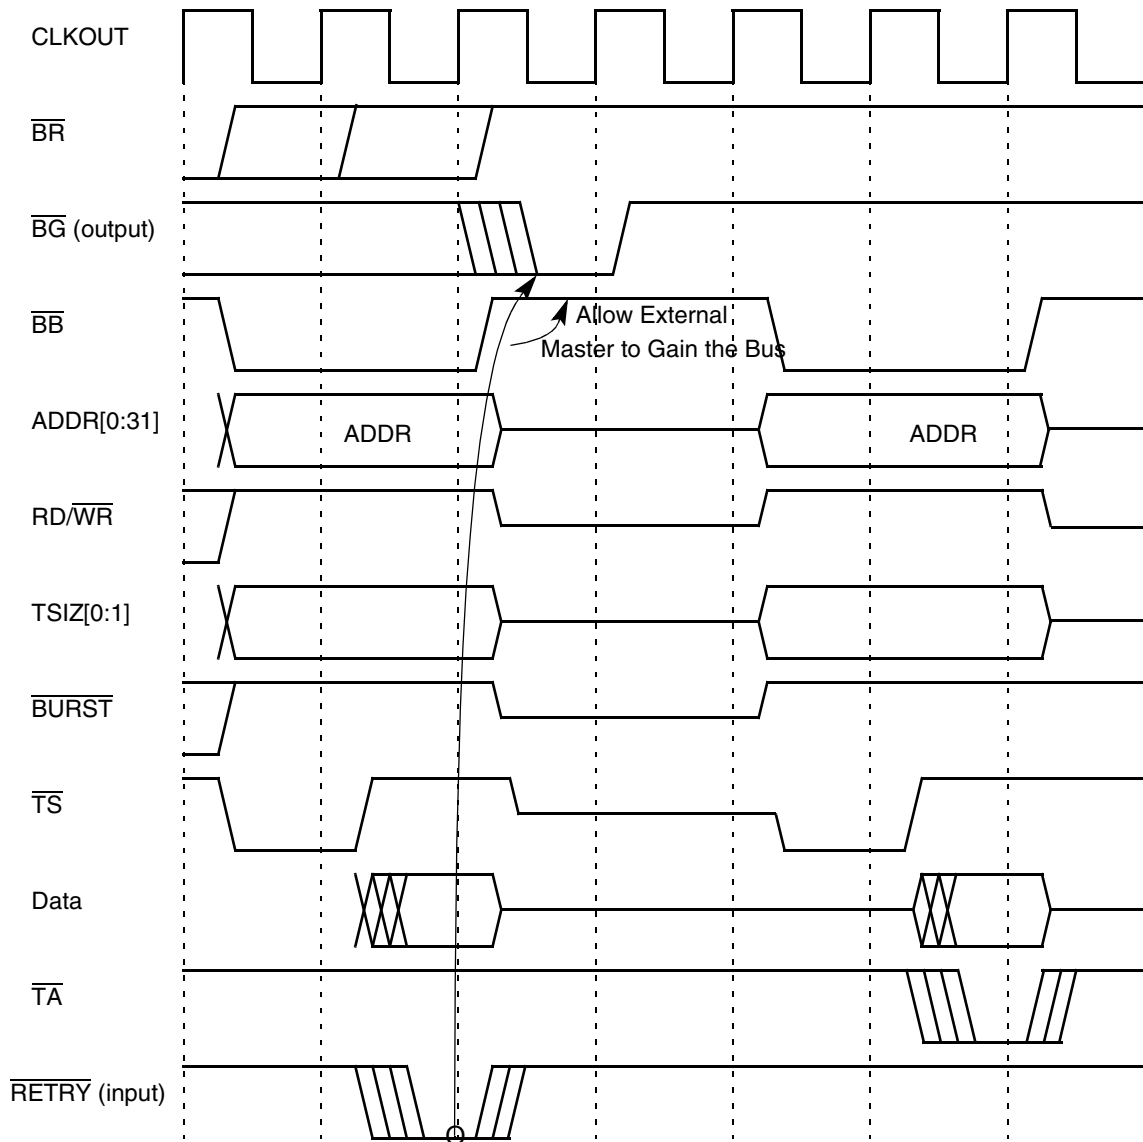 CLKOUT
BR
BG (output)
BB
Allow External
Master to Gain the Bus
ADDR[0:31]
ADDR
ADDR
RD/WR
TSIZ[0:1]
BURST
TS
Data
TA
RETRY (input)